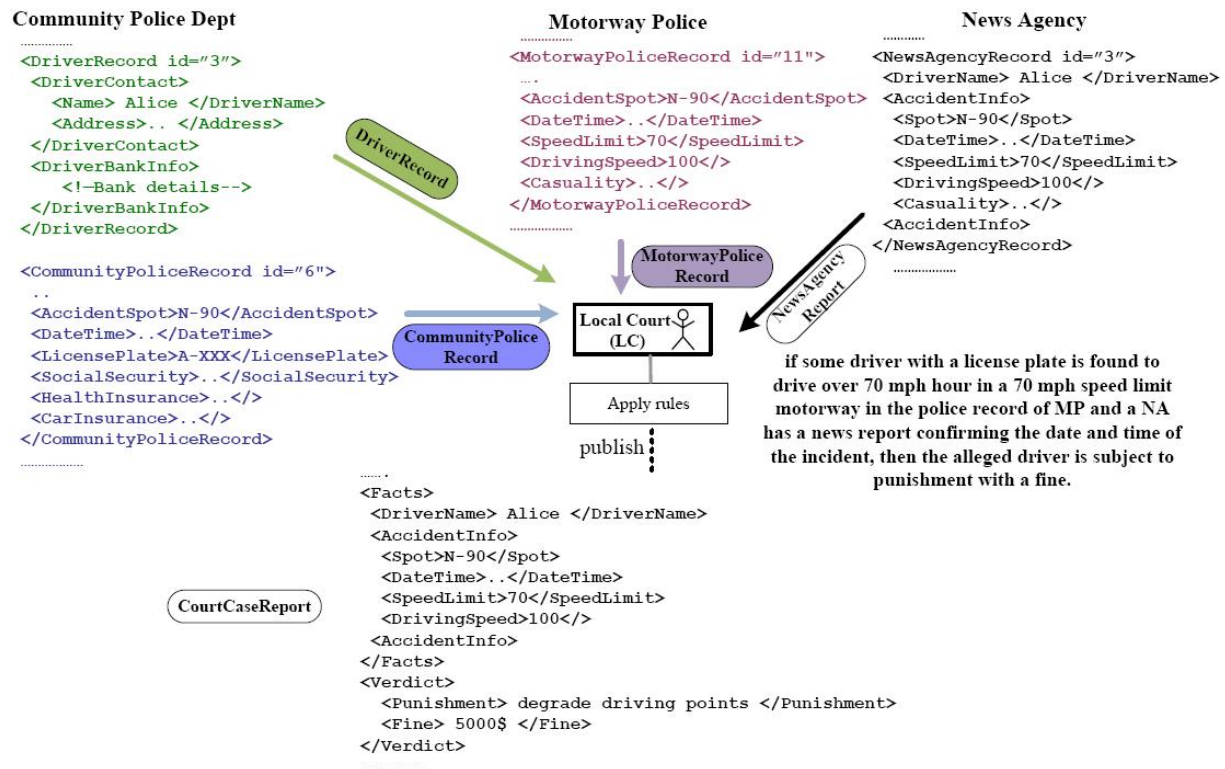 Community Police Dept
...............
<DriverRecord id="3">
<DriverContact>
<Name> Alice </DriverName>
<Address>.. </Address>
</DriverContact>
<DriverBankInfo>
<!—Bank details-->
</DriverBankInfo>
</DriverRecord>
<CommunityPoliceRecord id="6">
..
<AccidentSpot>N-90</AccidentSpot>
<DateTime>..</DateTime>
<LicensePlate>A-XXX</LicensePlate>
<SocialSecurity>..</SocialSecurity>
<HealthInsurance>..</>
<CarInsurance>..</>
</CommunityPoliceRecord>
..................
DriverRecord
CommunityPolice
Record
Motorway Police
...............
<MotorwayPoliceRecord id="11">
....
<AccidentSpot>N-90</AccidentSpot>
<DateTime>..</DateTime>
<SpeedLimit>70</SpeedLimit>
<DrivingSpeed>100</>
<Casuality>..</>
</MotorwayPoliceRecord>
..................
MotorwayPolice
Record
News Agency
............
<NewsAgencyRecord id="3">
<DriverName> Alice </DriverName>
<AccidentInfo>
<Spot>N-90</Spot>
<DateTime>..</DateTime>
<SpeedLimit>70</SpeedLimit>
<DrivingSpeed>100</>
<Casuality>..</>
<AccidentInfo>
</NewsAgencyRecord>
..................
NewsAgency
Report
Local Court
(LC)
Apply rules
publish
if some driver with a license plate is found to
drive over 70 mph hour in a 70 mph speed limit
motorway in the police record of MP and a NA
has a news report confirming the date and time of
the incident, then the alleged driver is subject to
punishment with a fine.
CourtCaseReport
.......
<Facts>
<DriverName> Alice </DriverName>
<AccidentInfo>
<Spot>N-90</Spot>
<DateTime>..</DateTime>
<SpeedLimit>70</SpeedLimit>
<DrivingSpeed>100</>
<AccidentInfo>
</Facts>
<Verdict>
<Punishment> degrade driving points </Punishment>
<Fine> 5000$ </Fine>
</Verdict>